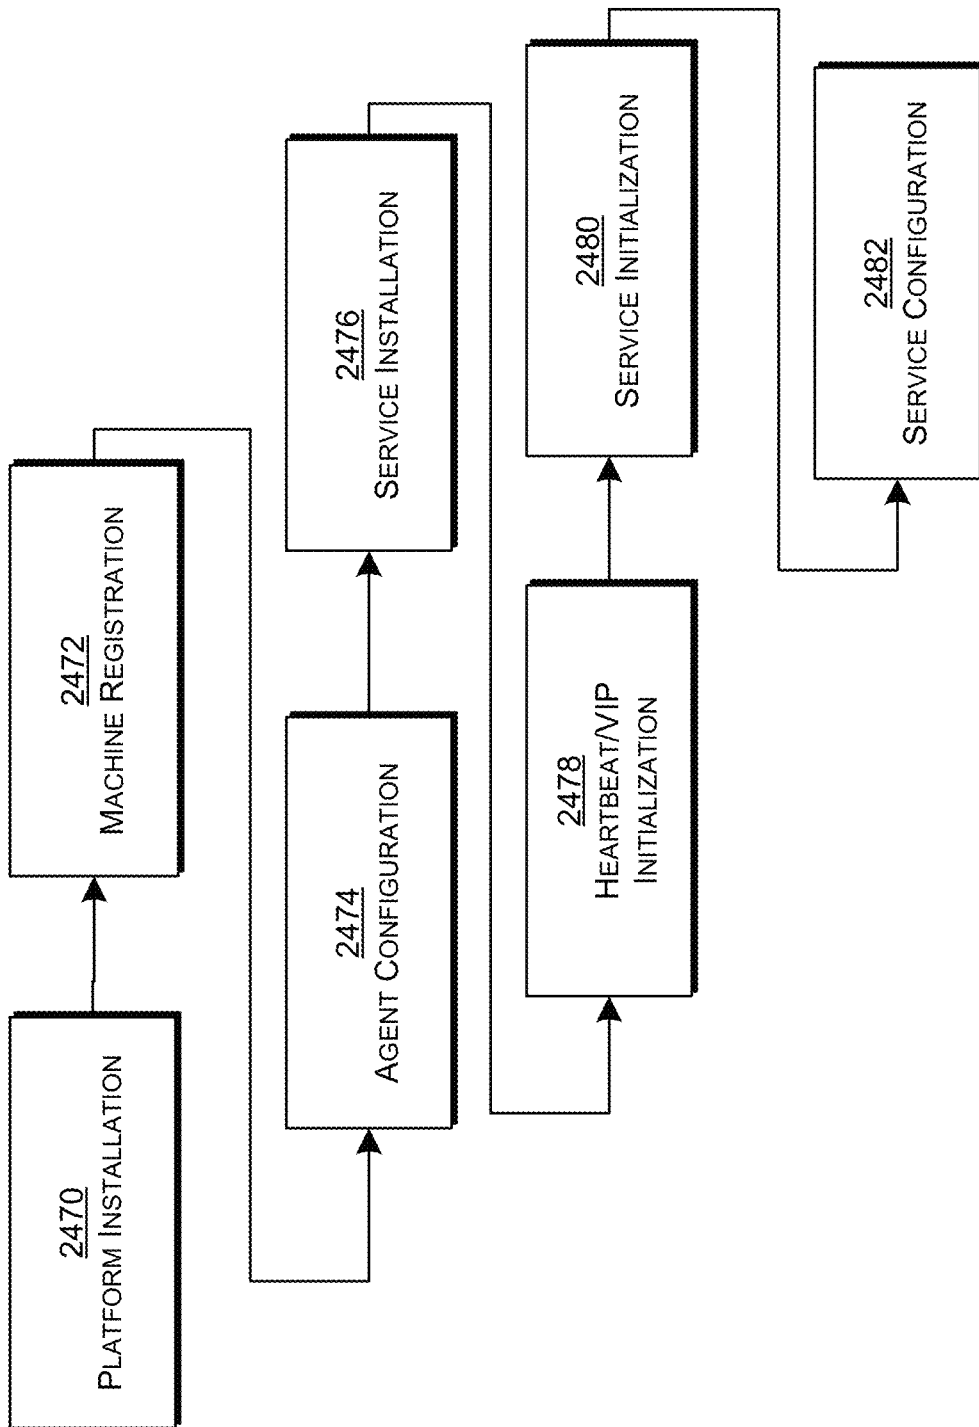 2470
PLATFORM INSTALLATION
2472
MACHINE REGISTRATION
2474
AGENT CONFIGURATION
2476
SERVICE INSTALLATION
2478
HEARTBEAT/VIP
INITIALIZATION
2480
SERVICE INITIALIZATION
2482
SERVICE CONFIGURATION